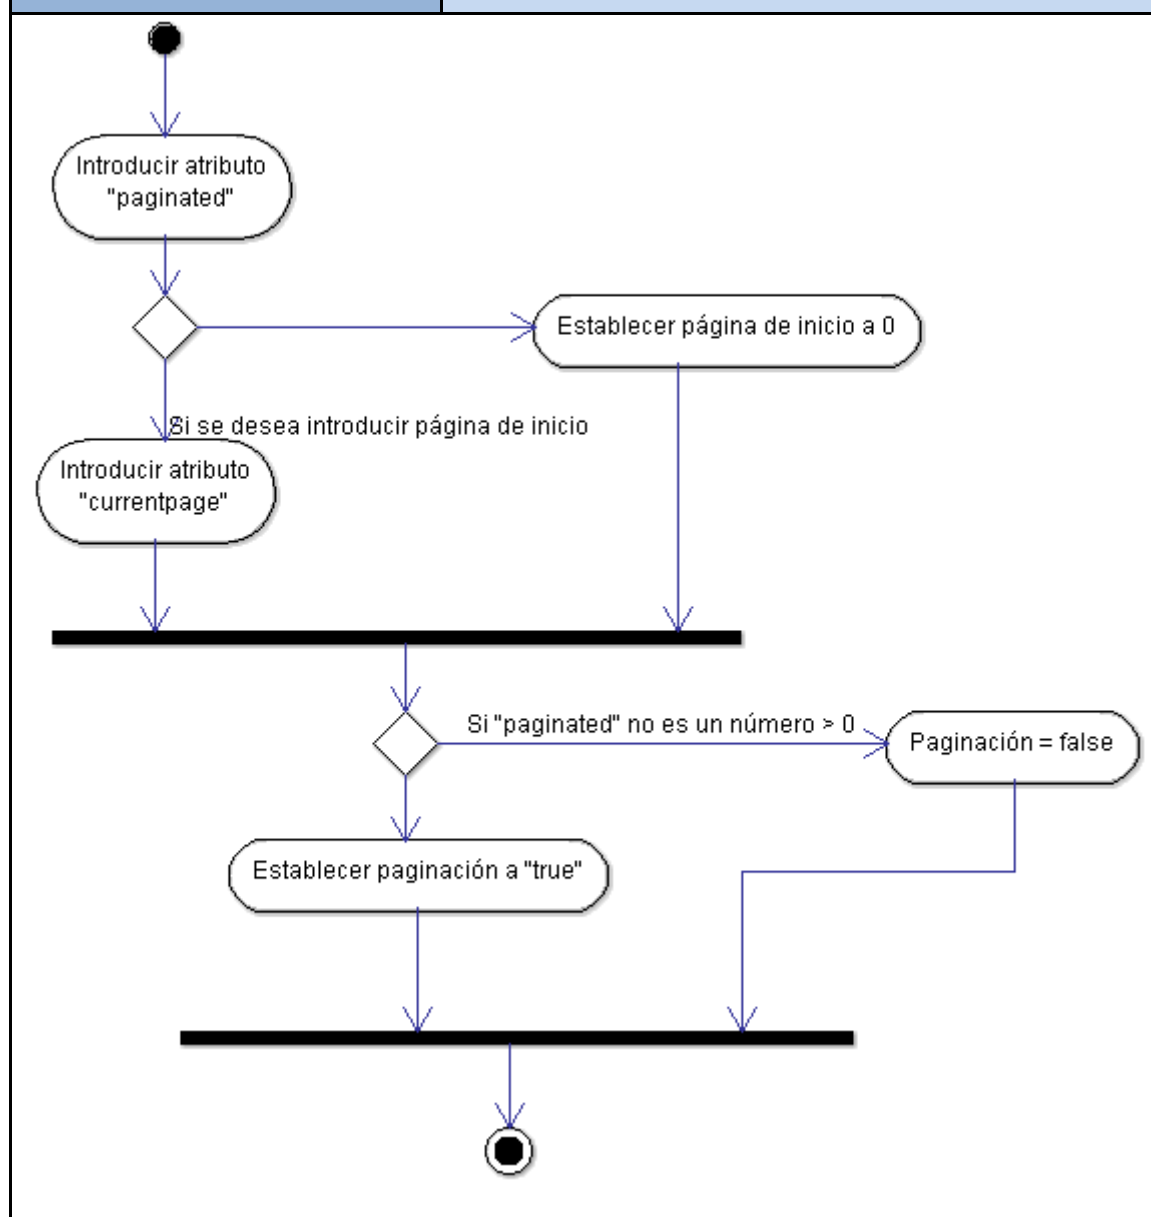 Introducir atributo
"paginated"
Establecer página de inicio a 0
Si se desea introducir página de inicio
Introducir atributo
"currentpage"
Si "paginated" no es un número > 0
Paginación = false
Establecer paginación a "true"